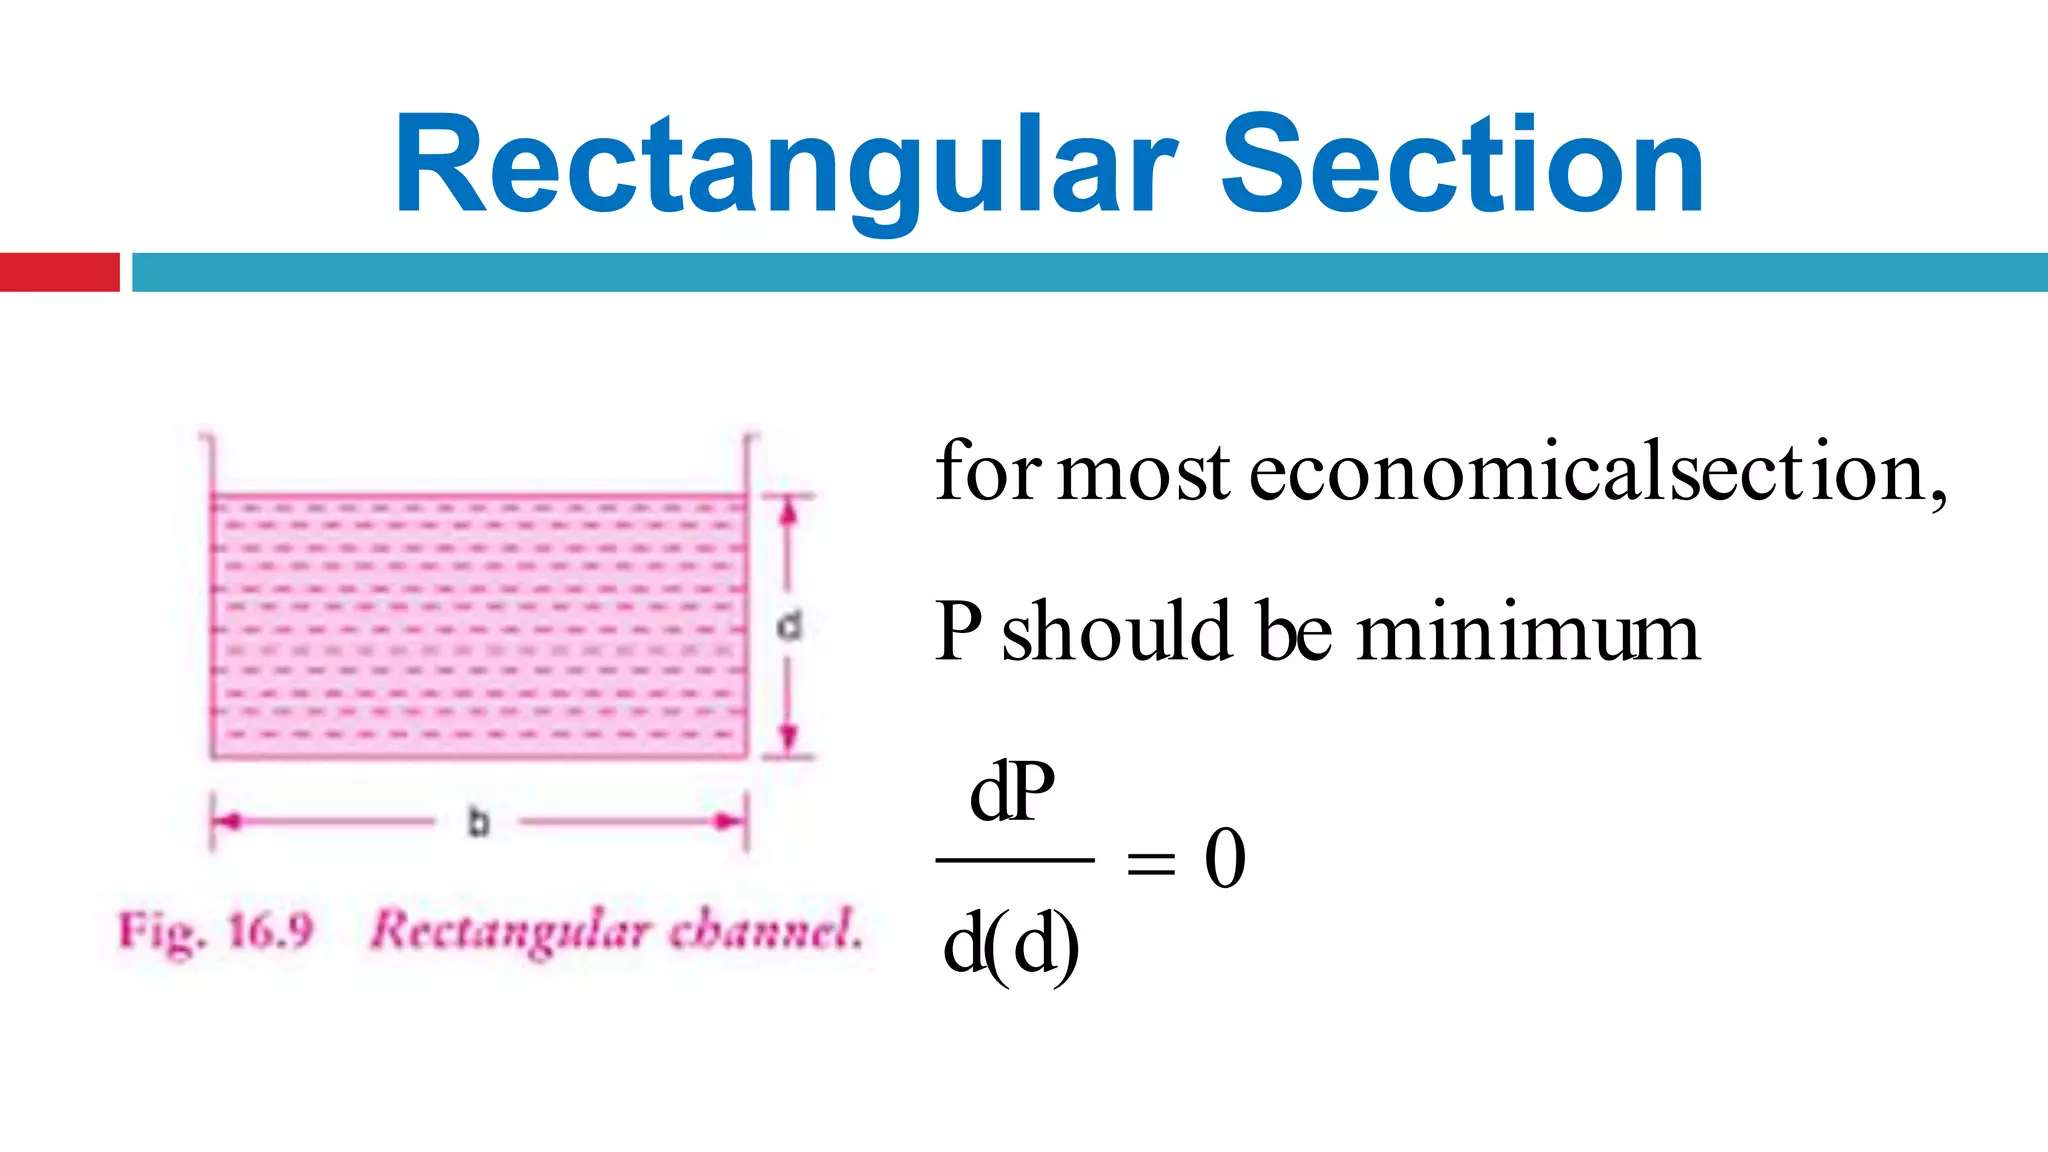 Rectangular Section
for most economicalsection,
P should be minimum
dP
d(d)
= 0
d
b
Fig. 16.9 Rectangular channel.